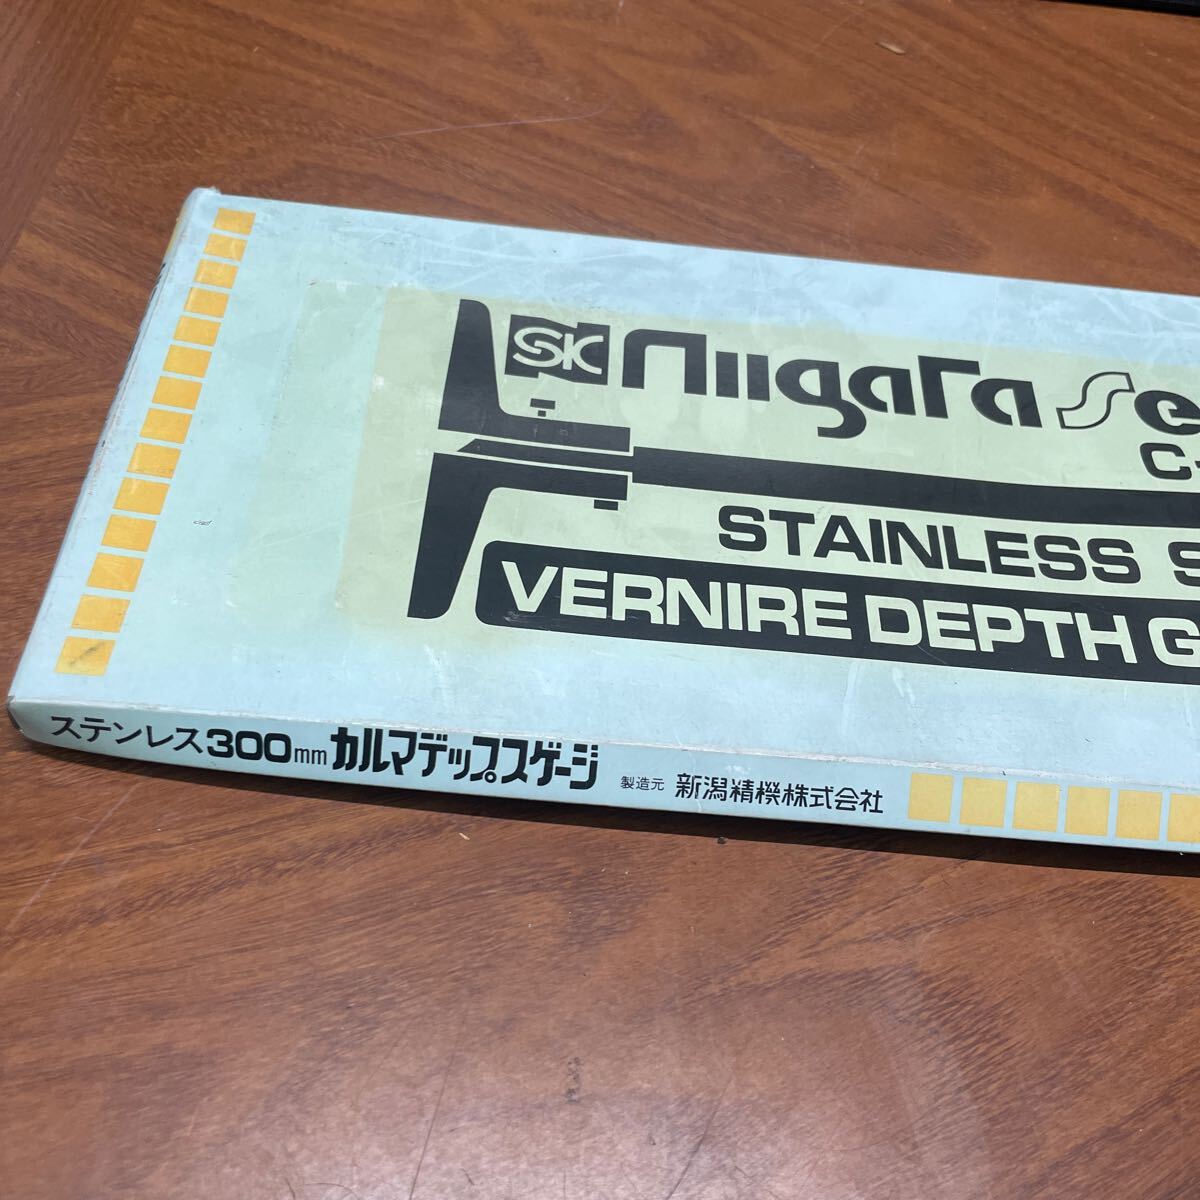 SK Niigata Se
C-
STAINLESS S
VERNIRE DEPTH G
ステンレス300mm カルマデップスゲージ 製造元 新潟精機株式会社